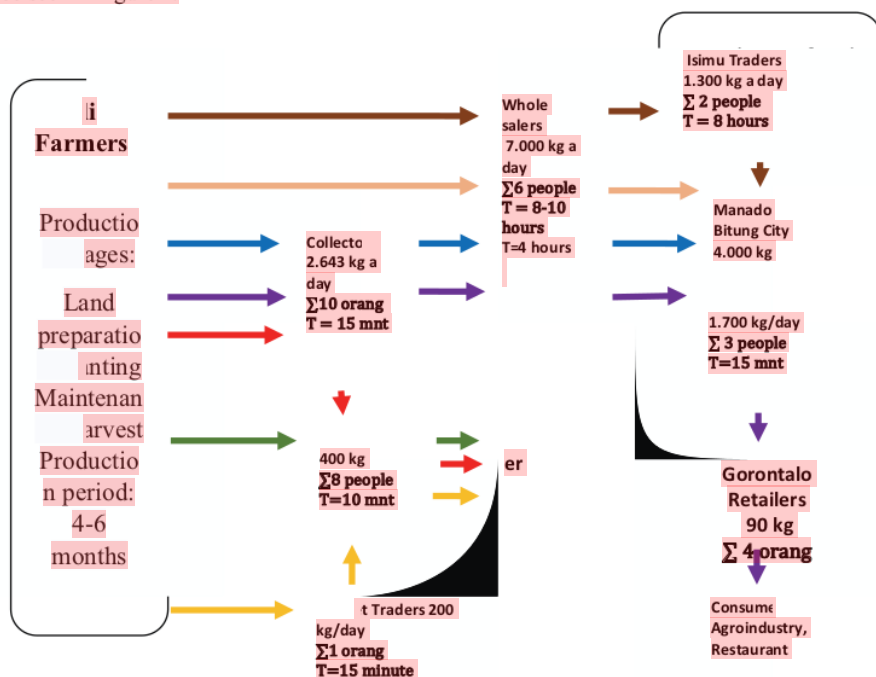 Farmers
Productio
ages:
Land
preparatio
nting
Maintenan
arvest
Productio
n period:
4-6
months
Collecto
2.643 kg a
day
∑10 orang
T = 15 mnt
400 kg
∑8 people
T=10 mnt
t Traders 200
kg/day
∑1 orang
T=15 minute
Whole
salers
7.000 kg a
day
∑6 people
T = 8-10
hours
T=4 hours
er
Isimu Traders
1.300 kg a day
∑ 2 people
T = 8 hours
Manado
Bitung City
4.000 kg
1.700 kg/day
∑ 3 people
T=15 mnt
Gorontalo
Retailers
90 kg
∑ 4 orang
Consume
Agroindustry,
Restaurant